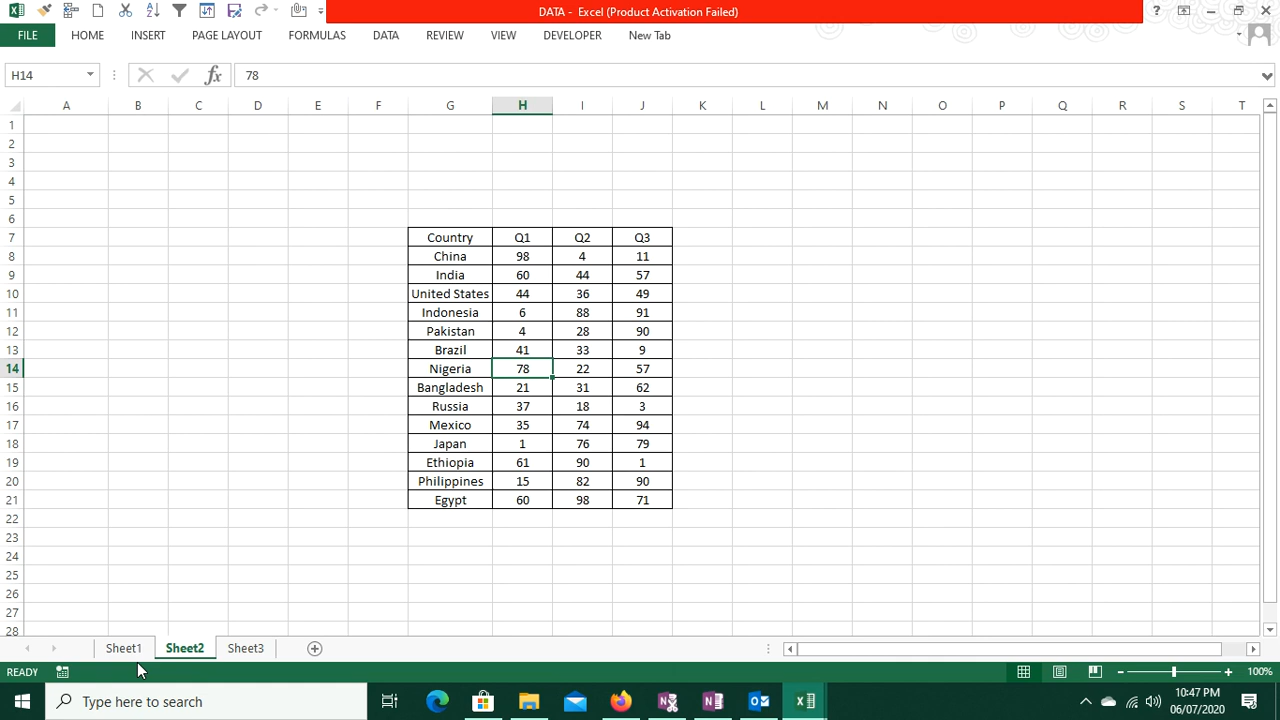 DATA - Excel (Product Activation Failed)
FILE HOME INSERT PAGE LAYOUT FORMULAS DATA REVIEW VIEW DEVELOPER New Tab
H14 fx 78
A B C D E F G H I J K L M N O P Q R S T
1
2
3
4
5
6
7 Country Q1 Q2 Q3
8 China 98 4 11
9 India 60 44 57
10 United States 44 36 49
11 Indonesia 6 88 91
12 Pakistan 4 28 90
13 Brazil 41 33 9
14 Nigeria 78 22 57
15 Bangladesh 21 31 62
16 Russia 37 18 3
17 Mexico 35 74 94
18 Japan 1 76 79
19 Ethiopia 61 90 1
20 Philippines 15 82 90
21 Egypt 60 98 71
22
23
24
25
26
27
28
Sheet1 Sheet2 Sheet3
READY 100%
Type here to search 10:47 PM
06/07/2020